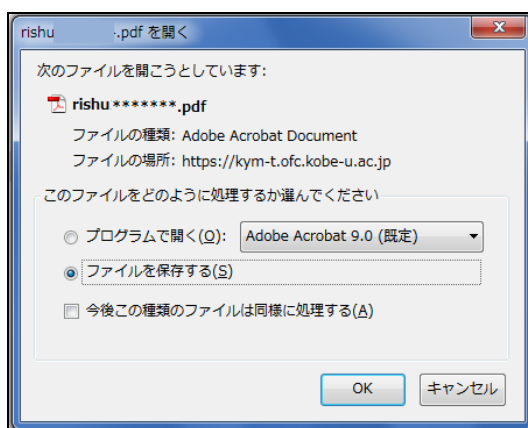 rishu -.pdf を開く
次のファイルを開こうとしています:
rishu*******.pdf
ファイルの種類: Adobe Acrobat Document
ファイルの場所: https://kym-t.ofc.kobe-u.ac.jp
このファイルをどのように処理するか選んでください
プログラムで開く(O): Adobe Acrobat 9.0 (既定)
ファイルを保存する(S)
今後この種類のファイルは同様に処理する(A)
OK キャンセル